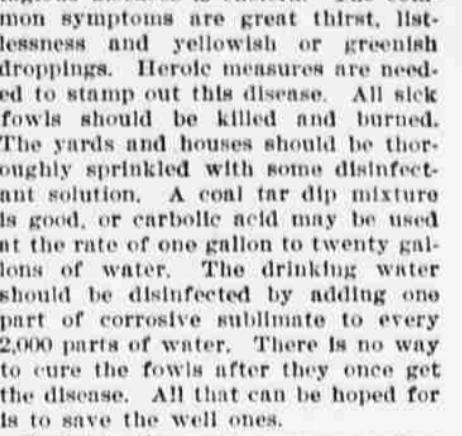 mon symptoms are great thirst, list-
lessness and yellowish or greenish
droppings. Heroic measures are need-
ed to stamp out this disease. All sick
fowls should be killed and burned.
The yards and houses should be thor-
oughly sprinkled with some disinfect-
ant solution. A coal tar dip mixture
is good, or carbolic acid may be used
at the rate of one gallon to twenty gal-
lons of water. The drinking water
should be disinfected by adding one
part of corrosive sublimate to every
2,000 parts of water. There is no way
to cure the fowls after they once get
the disease. All that can be hoped for
is to save the well ones.